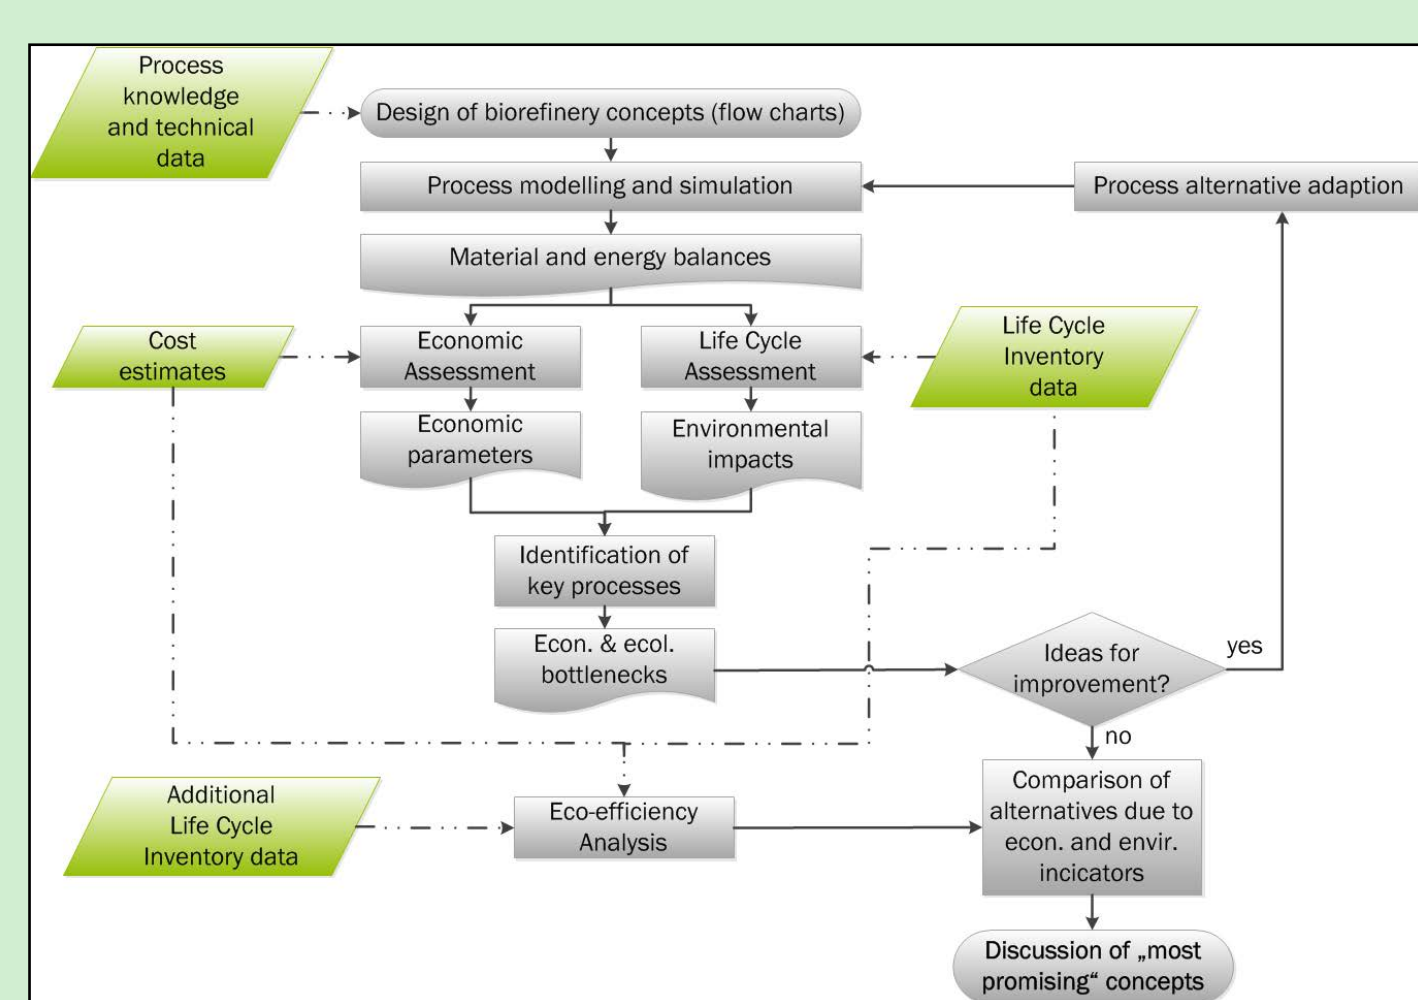 Process
knowledge
and technical
data
Design of biorefinery concepts (flow charts)
Process modelling and simulation
Process alternative adaption
Material and energy balances
Cost
estimates
Economic
Assessment
Life Cycle
Assessment
Life Cycle
Inventory
data
Economic
parameters
Environmental
impacts
Identification of
key processes
Econ. & ecol.
bottlenecks
Ideas for
improvement?
yes
no
Additional
Life Cycle
Inventory data
Eco-efficiency
Analysis
Comparison of
alternatives due to
econ. and envir.
incicators
Discussion of „most
promising“ concepts